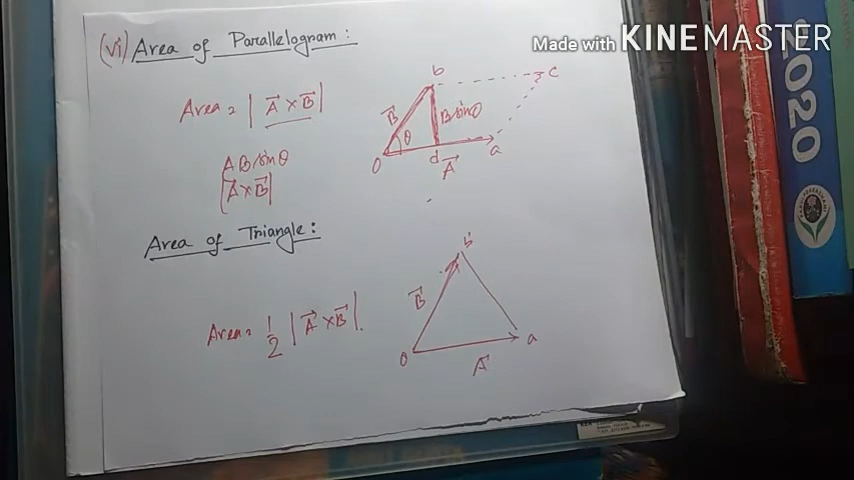 Made with KINEMASTER
(vi) Area of Parallelogram:
Area = | A⃗ × B⃗ |
AB sinθ
|A⃗ × B⃗|
b
c
B⃗
B sinθ
θ
O
d
a
A⃗
Area of Triangle:
Area = 1/2 | A⃗ × B⃗ |.
b
B⃗
O
a
A⃗
2020